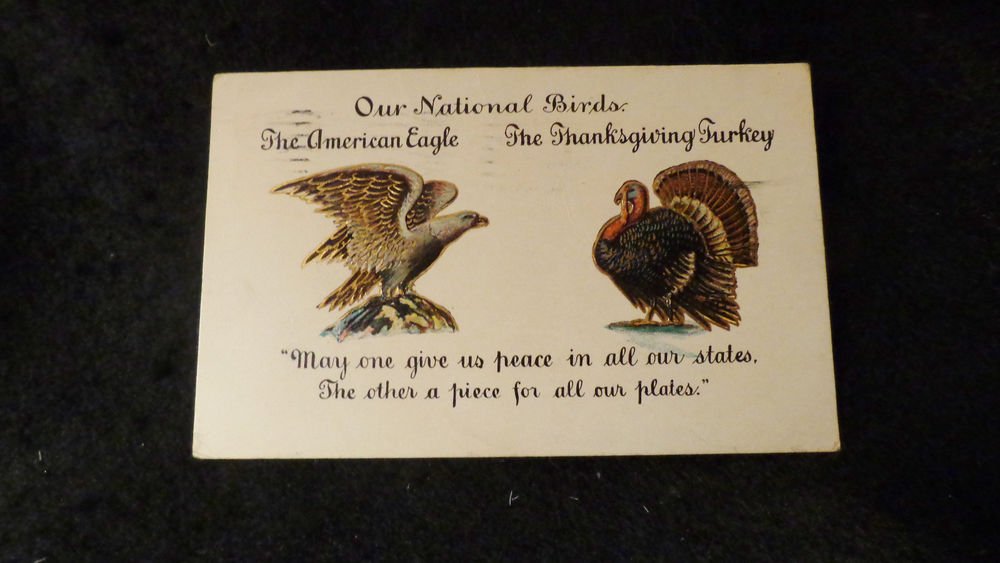 Our National Birds.
The American Eagle The Thanksgiving Turkey
"May one give us peace in all our states,
The other a piece for all our plates."